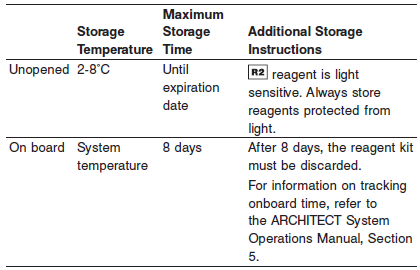 Storage Temperature
Maximum Storage Time
Additional Storage Instructions
Unopened
2-8°C
Until expiration date
R2 reagent is light sensitive. Always store reagents protected from light.
On board
System temperature
8 days
After 8 days, the reagent kit must be discarded.
For information on tracking onboard time, refer to the ARCHITECT System Operations Manual, Section 5.